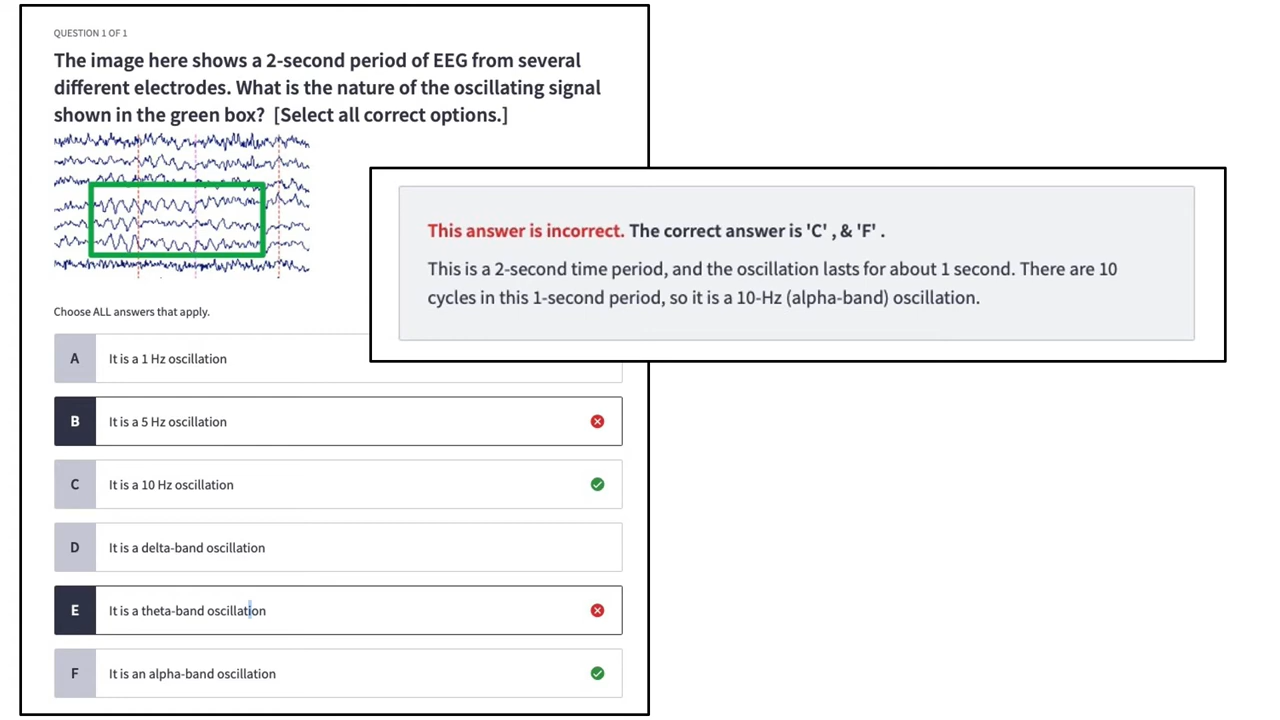 QUESTION 1 OF 1
The image here shows a 2-second period of EEG from several
different electrodes. What is the nature of the oscillating signal
shown in the green box? [Select all correct options.]
This answer is incorrect. The correct answer is 'C' , & 'F' .
This is a 2-second time period, and the oscillation lasts for about 1 second. There are 10
cycles in this 1-second period, so it is a 10-Hz (alpha-band) oscillation.
Choose ALL answers that apply.
A It is a 1 Hz oscillation
B It is a 5 Hz oscillation
C It is a 10 Hz oscillation
D It is a delta-band oscillation
E It is a theta-band oscillation
F It is an alpha-band oscillation